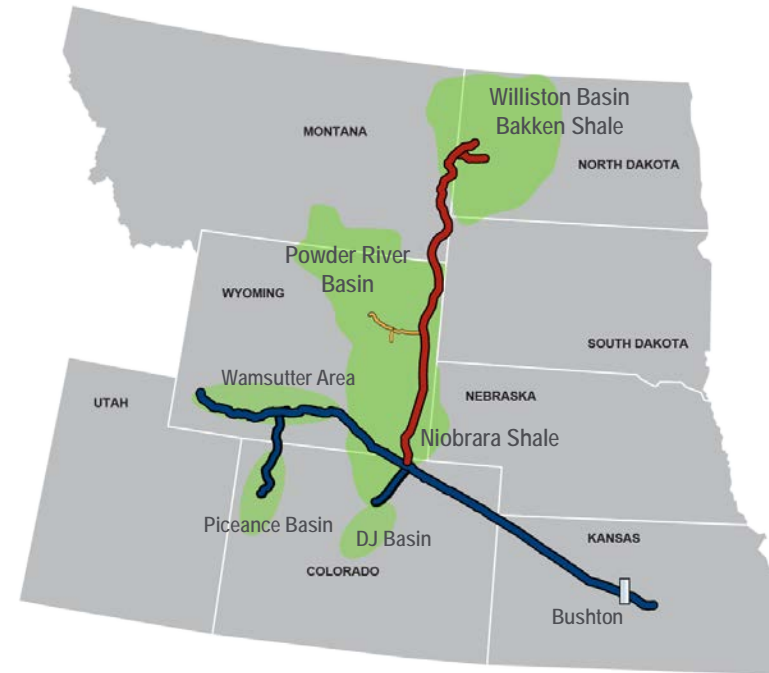 Williston Basin
Bakken Shale
MONTANA
NORTH DAKOTA
Powder River
Basin
WYOMING
SOUTH DAKOTA
Wamsutter Area
UTAH
NEBRASKA
Niobrara Shale
Piceance Basin
DJ Basin
KANSAS
COLORADO
Bushton